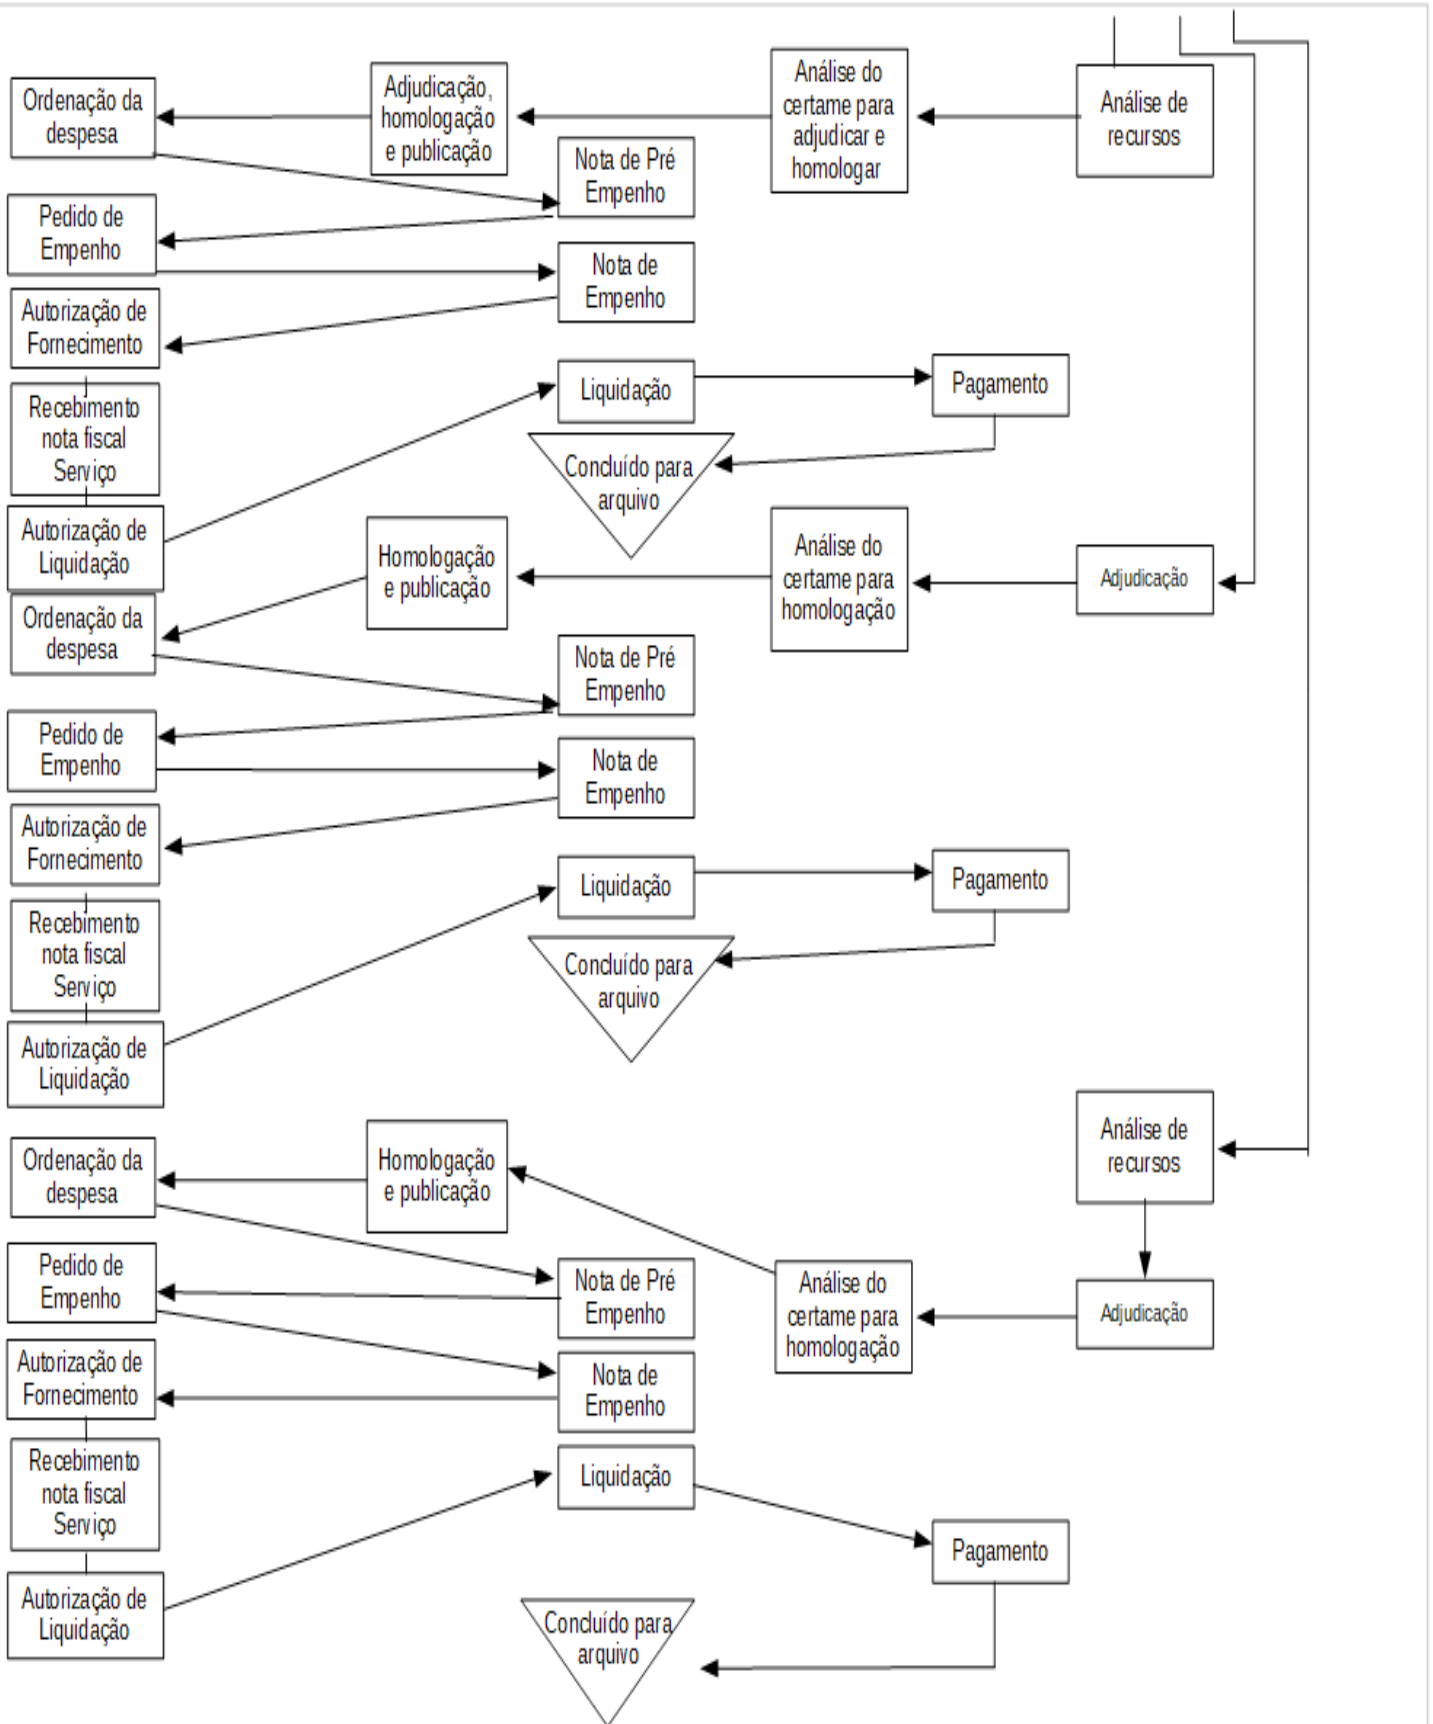 Ordenação da
despesa
Adjudicação,
homologação
e publicação
Análise do
certame para
adjudicar e
homologar
Análise de
recursos
Nota de Pré
Empenho
Pedido de
Empenho
Nota de
Empenho
Autorização de
Fornecimento
Liquidação
Pagamento
Recebimento
nota fiscal
Serviço
Concluído para
arquivo
Autorização de
Liquidação
Homologação
e publicação
Análise do
certame para
homologação
Adjudicação
Ordenação da
despesa
Nota de Pré
Empenho
Pedido de
Empenho
Nota de
Empenho
Autorização de
Fornecimento
Liquidação
Pagamento
Recebimento
nota fiscal
Serviço
Concluído para
arquivo
Autorização de
Liquidação
Análise de
recursos
Ordenação da
despesa
Homologação
e publicação
Pedido de
Empenho
Nota de Pré
Empenho
Análise do
certame para
homologação
Adjudicação
Autorização de
Fornecimento
Nota de
Empenho
Recebimento
nota fiscal
Serviço
Liquidação
Pagamento
Autorização de
Liquidação
Concluído para
arquivo